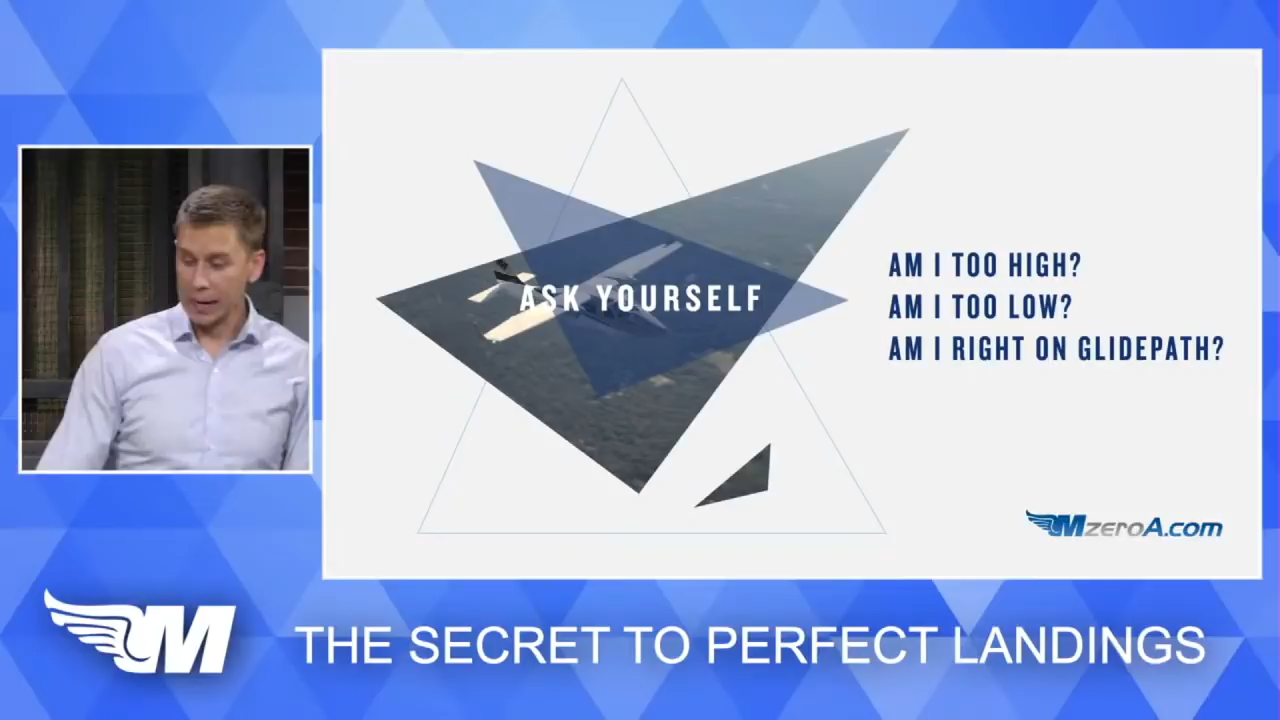 ASK YOURSELF
AM I TOO HIGH?
AM I TOO LOW?
AM I RIGHT ON GLIDEPATH?
MzeroA.com
M
THE SECRET TO PERFECT LANDINGS